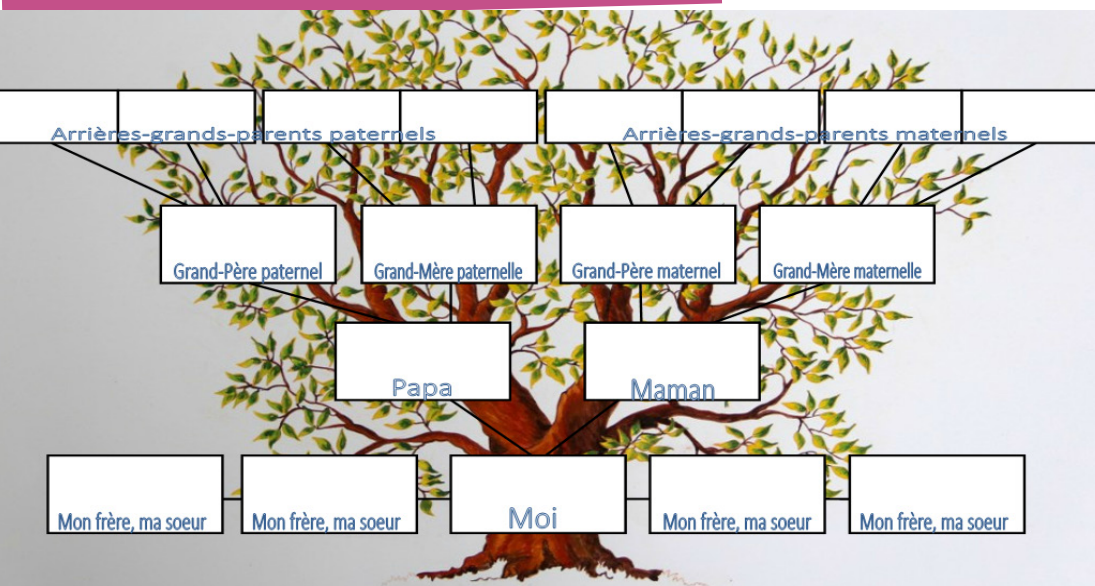 Arrières-grands-parents paternels Arrières-grands-parents maternels
Grand-Père paternel Grand-Mère paternelle Grand-Père maternel Grand-Mère maternelle
Papa Maman
Mon frère, ma soeur Mon frère, ma soeur Moi Mon frère, ma soeur Mon frère, ma soeur